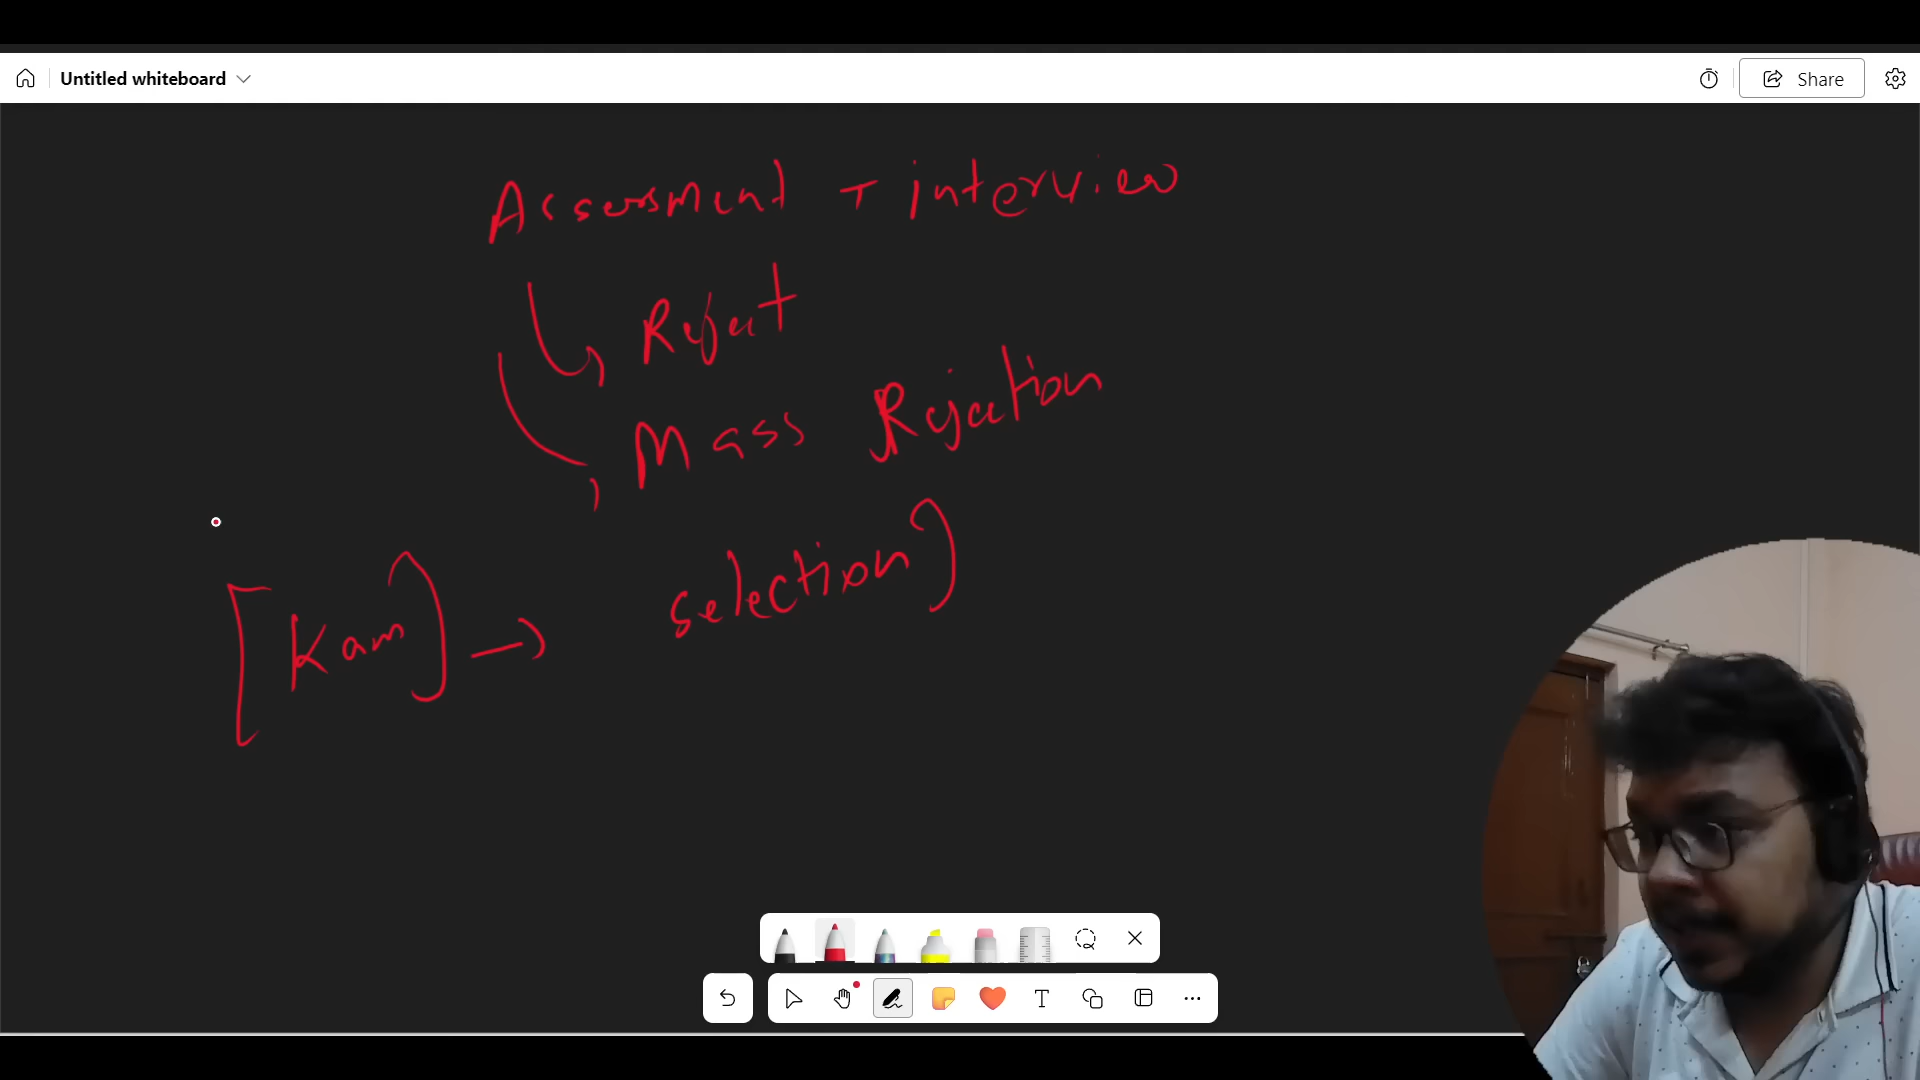 Untitled whiteboard
Share
Assessment + interview
Reject
Mass Rejection
selection)
[Kam) →
T